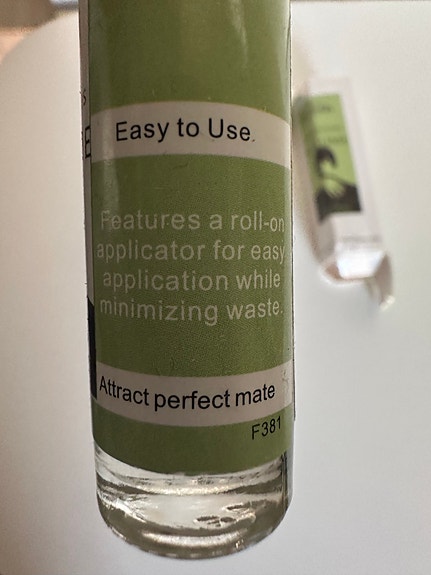 Easy to Use.
Features a roll-on
applicator for easy
application while
minimizing waste.
Attract perfect mate
F381